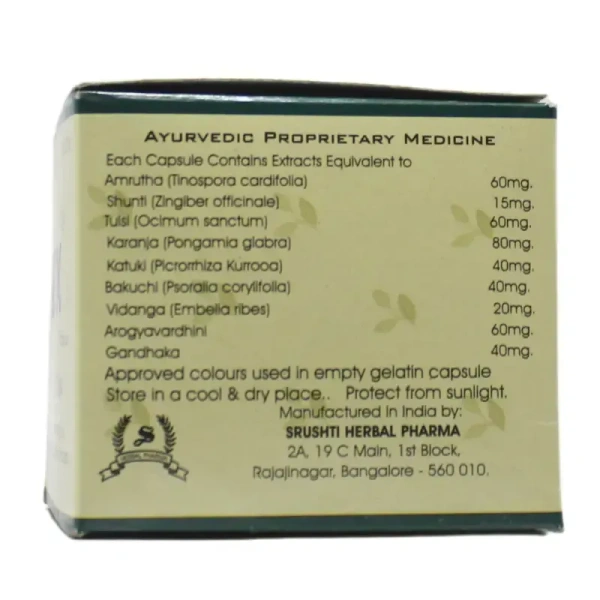 AYURVEDIC PROPRIETARY MEDICINE
Each Capsule Contains Extracts Equivalent to
Amrutha (Tinospora cardifolia) 60mg.
Shunti (Zingiber officinale) 15mg.
Tulsi (Ocimum sanctum) 60mg.
Karanja (Pongamia glabra) 80mg.
Katuki (Picrorrhiza Kurrooa) 40mg.
Bakuchi (Psoralia corylifolia) 40mg.
Vidanga (Embelia ribes) 20mg.
Arogyavardhini 60mg.
Gandhaka 40mg.
Approved colours used in empty gelatin capsule
Store in a cool & dry place.. Protect from sunlight.
Manufactured in India by:
SRUSHTI HERBAL PHARMA
2A, 19 C Main, 1st Block,
Rajajinagar, Bangalore - 560 010.
S
HERBAL PHARMA